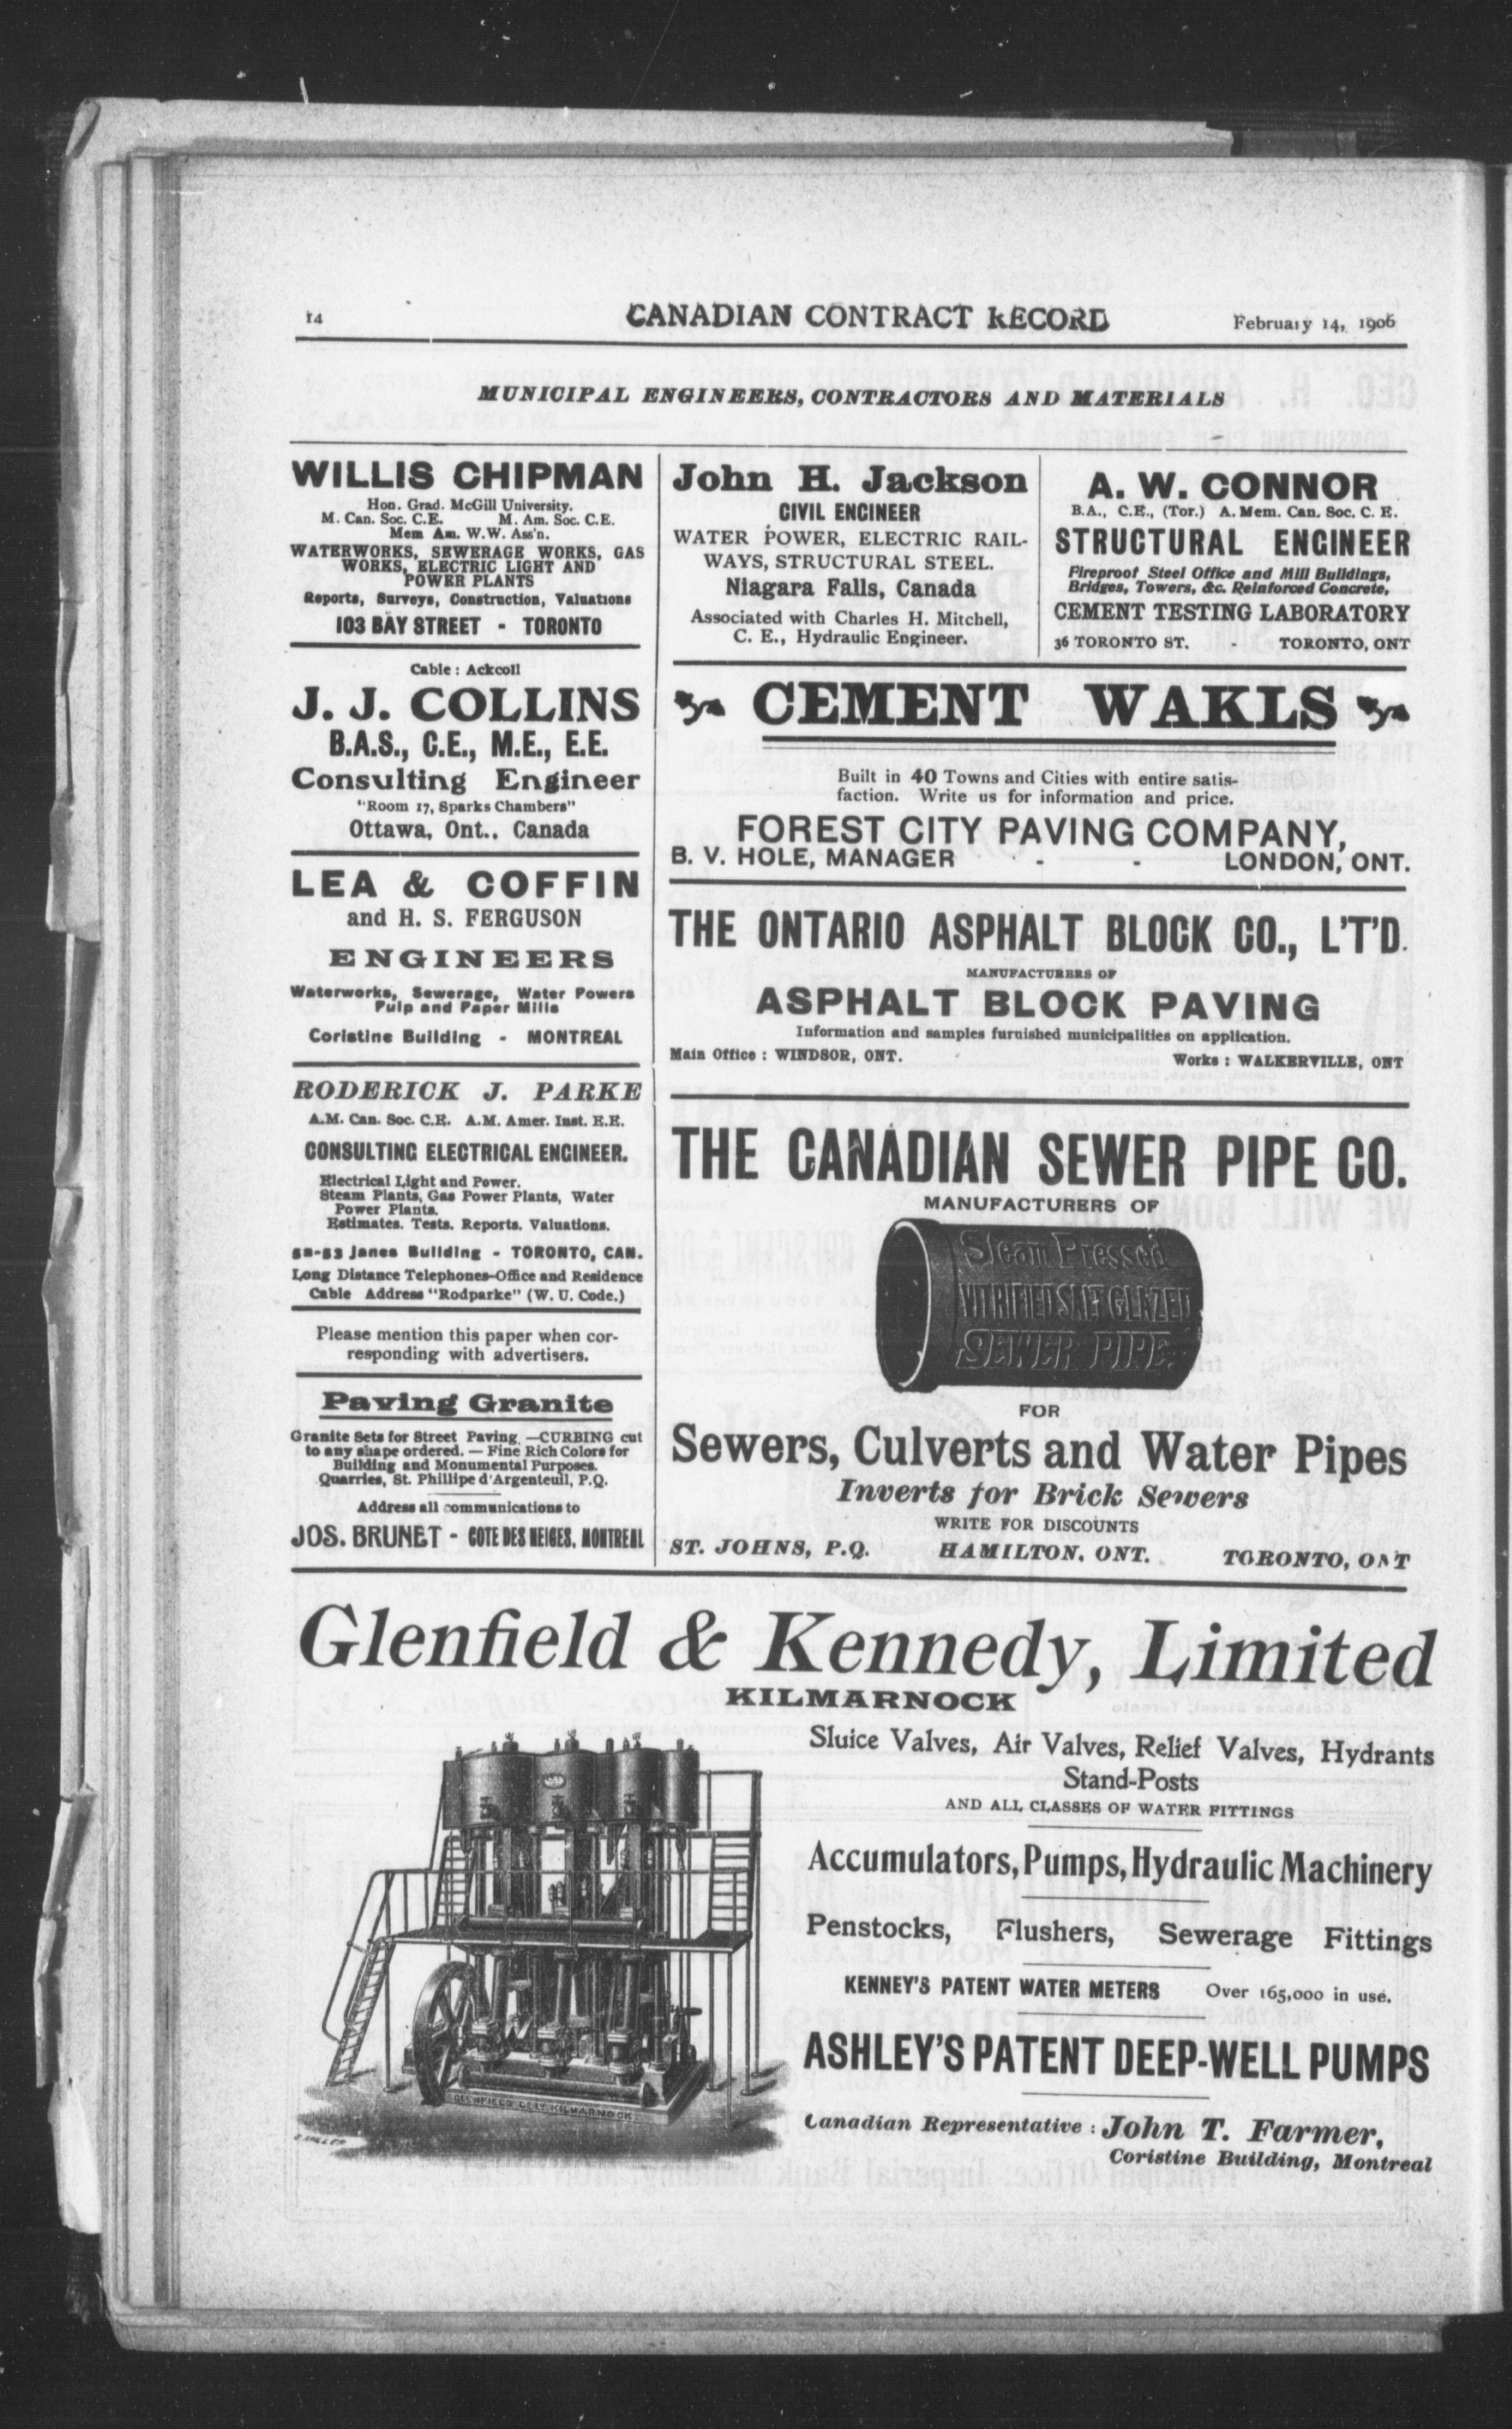 14
CANADIAN CONTRACT RECORD
February 14, 1906
MUNICIPAL ENGINEERS, CONTRACTORS AND MATERIALS
WILLIS CHIPMAN
Hon. Grad. McGill University.
M. Can. Soc. C.E. M. Am. Soc. C.E.
Mem Am. W.W. Ass'n.
WATERWORKS, SEWERAGE WORKS, GAS
WORKS, ELECTRIC LIGHT AND
POWER PLANTS
Reports, Surveys, Construction, Valuations
103 BAY STREET - TORONTO
Cable : Ackcoll
J. J. COLLINS
B.A.S., C.E., M.E., E.E.
Consulting Engineer
"Room 17, Sparks Chambers"
Ottawa, Ont.. Canada
LEA & COFFIN
and H. S. FERGUSON
ENGINEERS
Waterworks, Sewerage, Water Powers
Pulp and Paper Mills
Coristine Building - MONTREAL
RODERICK J. PARKE
A.M. Can. Soc. C.E. A.M. Amer. Inst. E.E.
CONSULTING ELECTRICAL ENGINEER.
Electrical Light and Power.
Steam Plants, Gas Power Plants, Water
Power Plants.
Estimates. Tests. Reports. Valuations.
52-53 Janes Building - TORONTO, CAN.
Long Distance Telephones-Office and Residence
Cable Address "Rodparke" (W. U. Code.)
Please mention this paper when cor-
responding with advertisers.
Paving Granite
Granite Sets for Street Paving.—CURBING cut
to any shape ordered. — Fine Rich Colors for
Building and Monumental Purposes.
Quarries, St. Phillipe d'Argenteuil, P.Q.
Address all communications to
JOS. BRUNET - COTE DES NEIGES, MONTREAL
John H. Jackson
CIVIL ENGINEER
WATER POWER, ELECTRIC RAIL-
WAYS, STRUCTURAL STEEL.
Niagara Falls, Canada
Associated with Charles H. Mitchell,
C. E., Hydraulic Engineer.
A. W. CONNOR
B.A., C.E., (Tor.) A. Mem. Can. Soc. C. E.
STRUCTURAL ENGINEER
Fireproof Steel Office and Mill Buildings,
Bridges, Towers, &c. Reinforced Concrete,
CEMENT TESTING LABORATORY
36 TORONTO ST. - TORONTO, ONT
CEMENT WAKLS
Built in 40 Towns and Cities with entire satis-
faction. Write us for information and price.
FOREST CITY PAVING COMPANY,
B. V. HOLE, MANAGER - - LONDON, ONT.
THE ONTARIO ASPHALT BLOCK CO., L'T'D.
MANUFACTURERS OF
ASPHALT BLOCK PAVING
Information and samples furnished municipalities on application.
Main Office : WINDSOR, ONT. Works : WALKERVILLE, ONT
THE CANADIAN SEWER PIPE CO.
MANUFACTURERS OF
Steam Pressed
VITRIFIED SALT GLAZED
SEWER PIPE.
FOR
Sewers, Culverts and Water Pipes
Inverts for Brick Sewers
WRITE FOR DISCOUNTS
ST. JOHNS, P.Q. HAMILTON, ONT. TORONTO, ONT
Glenfield & Kennedy, Limited
KILMARNOCK
Sluice Valves, Air Valves, Relief Valves, Hydrants
Stand-Posts
AND ALL CLASSES OF WATER FITTINGS
Accumulators, Pumps, Hydraulic Machinery
Penstocks, Flushers, Sewerage Fittings
KENNEY'S PATENT WATER METERS Over 165,000 in use.
ASHLEY'S PATENT DEEP-WELL PUMPS
GLENFIELD Co LD. KILMARNOCK
Canadian Representative : John T. Farmer,
Coristine Building, Montreal